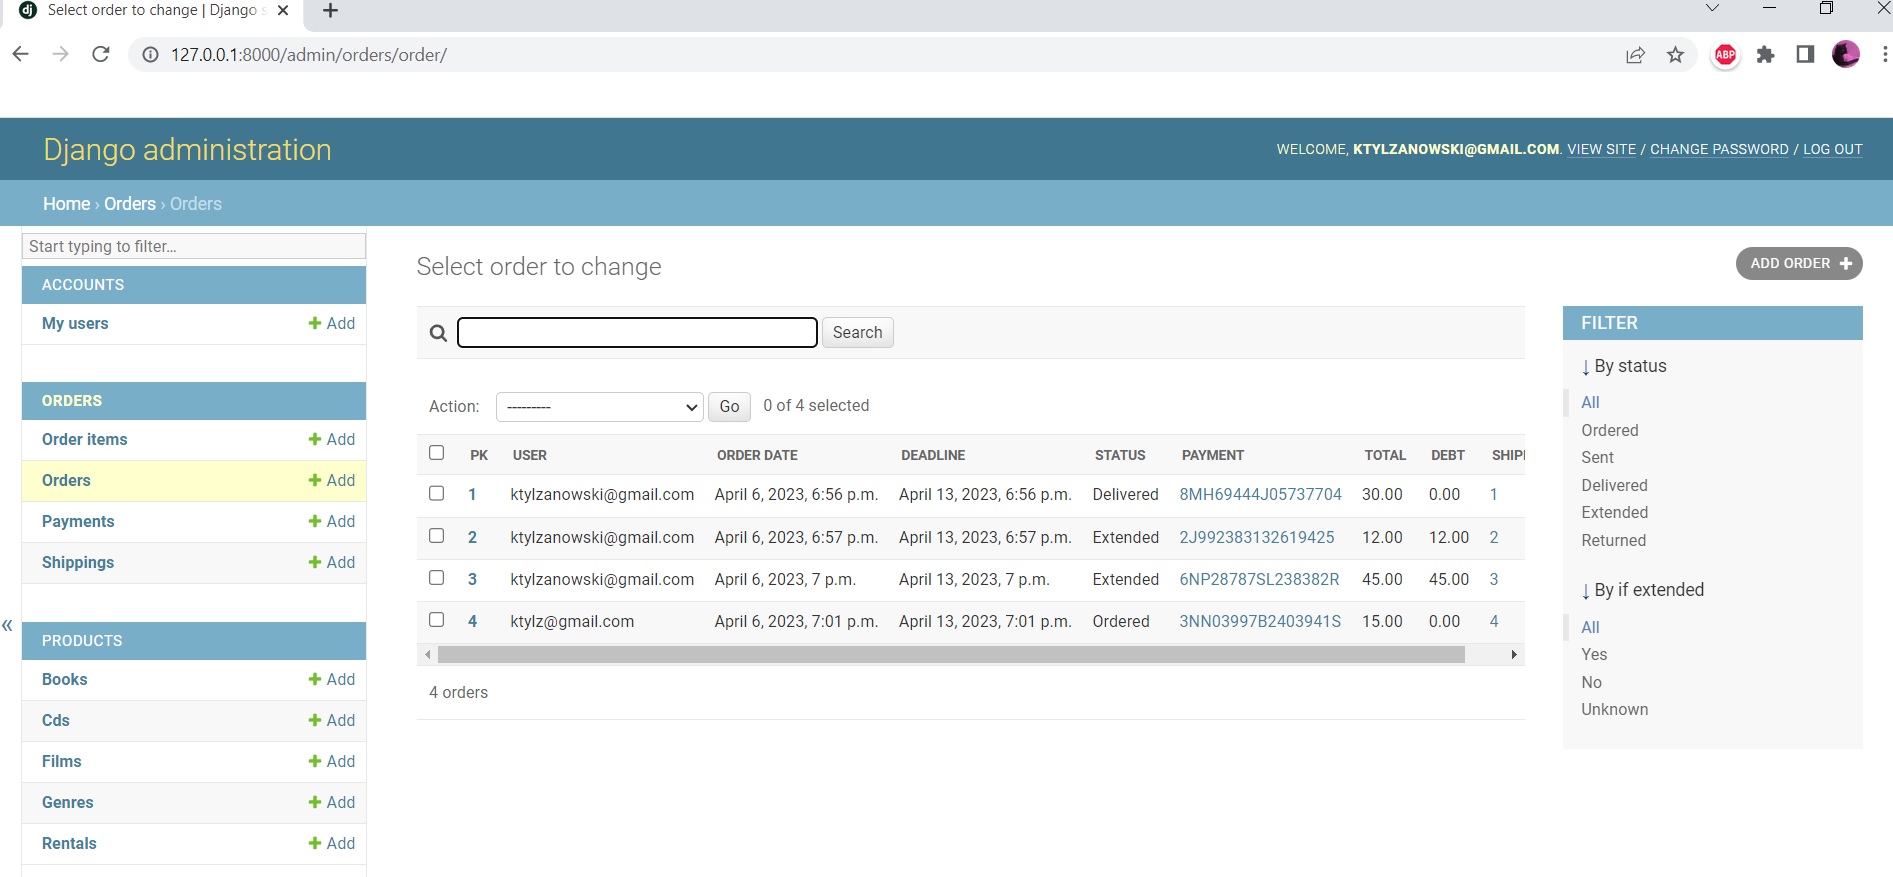 Select order to change | Django s
127.0.0.1:8000/admin/orders/order/
ABP
Django administration
WELCOME, KTYLZANOWSKI@GMAIL.COM. VIEW SITE / CHANGE PASSWORD / LOG OUT
Home › Orders › Orders
Start typing to filter...
ACCOUNTS
My users + Add
ORDERS
Order items + Add
Orders + Add
Payments + Add
Shippings + Add
«
PRODUCTS
Books + Add
Cds + Add
Films + Add
Genres + Add
Rentals + Add
Select order to change
ADD ORDER +
Search
Action: --------- Go 0 of 4 selected
PK USER ORDER DATE DEADLINE STATUS PAYMENT TOTAL DEBT SHIPI
1 ktylzanowski@gmail.com April 6, 2023, 6:56 p.m. April 13, 2023, 6:56 p.m. Delivered 8MH69444J05737704 30.00 0.00 1
2 ktylzanowski@gmail.com April 6, 2023, 6:57 p.m. April 13, 2023, 6:57 p.m. Extended 2J992383132619425 12.00 12.00 2
3 ktylzanowski@gmail.com April 6, 2023, 7 p.m. April 13, 2023, 7 p.m. Extended 6NP28787SL238382R 45.00 45.00 3
4 ktylz@gmail.com April 6, 2023, 7:01 p.m. April 13, 2023, 7:01 p.m. Ordered 3NN03997B2403941S 15.00 0.00 4
4 orders
FILTER
↓ By status
All
Ordered
Sent
Delivered
Extended
Returned
↓ By if extended
All
Yes
No
Unknown